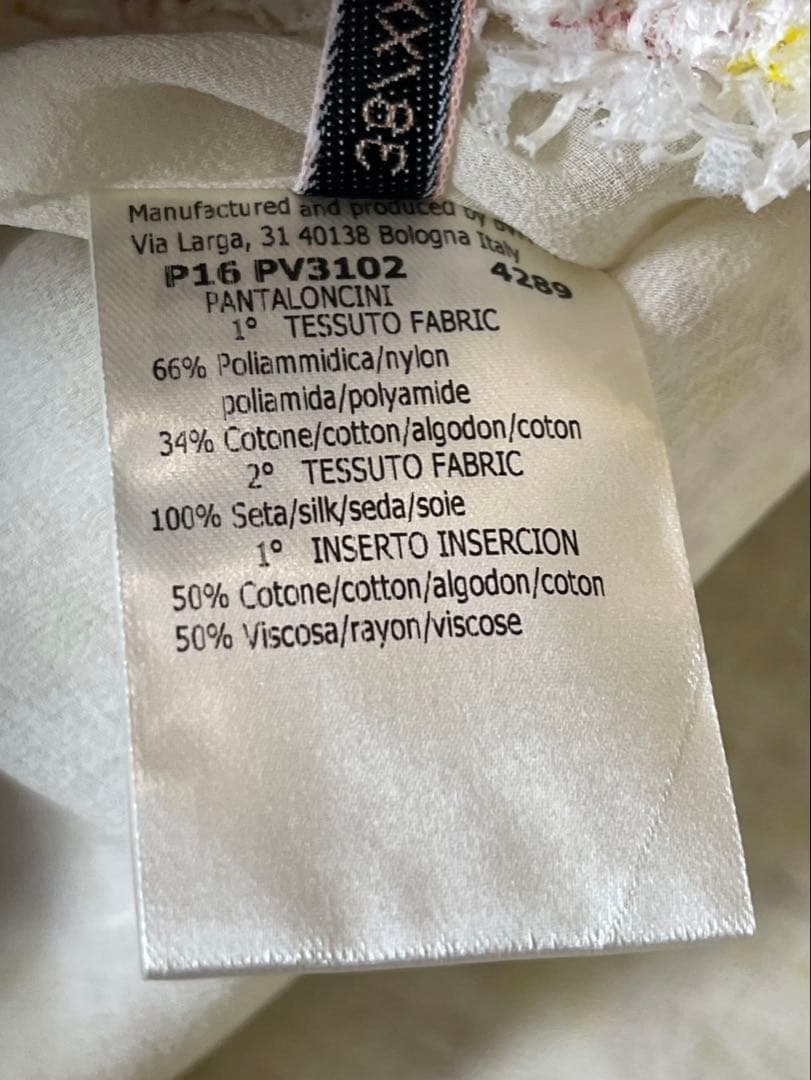 38\XX
Manufactured and produced by
Via Larga, 31 40138 Bologna Italy
P16 PV3102 4289
PANTALONCINI
1° TESSUTO FABRIC
66% Poliammidica/nylon
poliamida/polyamide
34% Cotone/cotton/algodon/coton
2° TESSUTO FABRIC
100% Seta/silk/seda/soie
1° INSERTO INSERCION
50% Cotone/cotton/algodon/coton
50% Viscosa/rayon/viscose